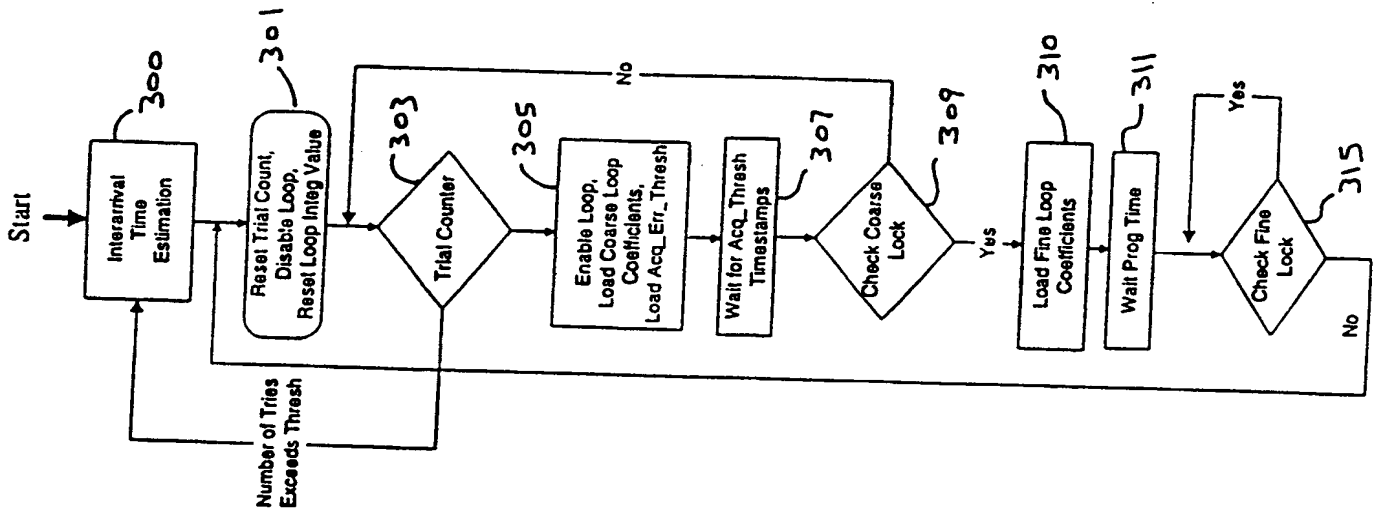 Start
Interarrival
Time
Estimation
300
Reset Trial Count,
Disable Loop,
Reset Loop Integ Value
301
Number of Tries
Exceeds Thresh
Trial Counter
303
No
Enable Loop,
Load Coarse Loop
Coefficients,
Load Acq_Err_Thresh
305
Wait for Acq_Thresh
Timestamps
307
Check Coarse
Lock
309
Yes
Load Fine Loop
Coefficients
310
Wait Prog Time
311
Yes
Check Fine
Lock
315
No